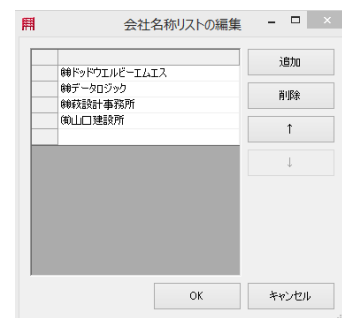 会社名称リストの編集
㈱ドッドウエルビーエムエス
㈱データロジック
㈱萩設計事務所
㈲山口建設所
追加
削除
↑
↓
OK
キャンセル